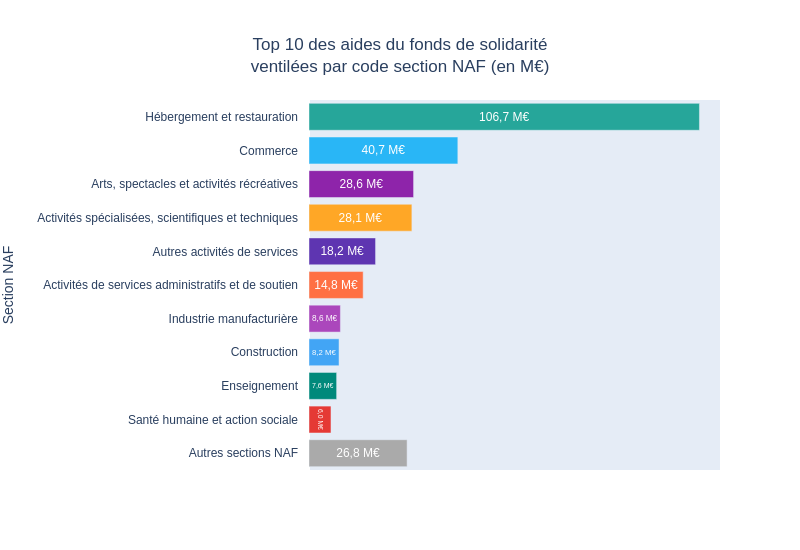 Top 10 des aides du fonds de solidarité
ventilées par code section NAF (en M€)
Section NAF
Hébergement et restauration 106,7 M€
Commerce 40,7 M€
Arts, spectacles et activités récréatives 28,6 M€
Activités spécialisées, scientifiques et techniques 28,1 M€
Autres activités de services 18,2 M€
Activités de services administratifs et de soutien 14,8 M€
Industrie manufacturière 8,6 M€
Construction 8,2 M€
Enseignement 7,6 M€
Santé humaine et action sociale 6,0 M€
Autres sections NAF 26,8 M€